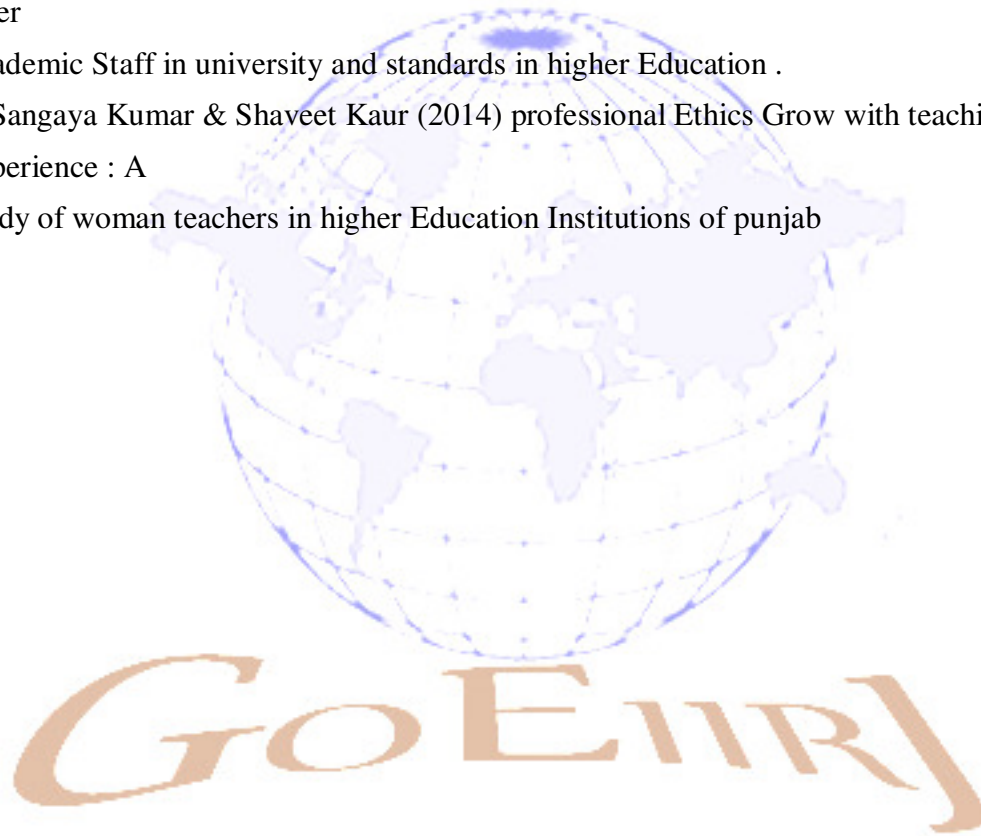 er
ademic Staff in university and standards in higher Education .
Sangaya Kumar & Shaveet Kaur (2014) professional Ethics Grow with teachi
perience : A
dy of woman teachers in higher Education Institutions of punjab
GOEIIRJ